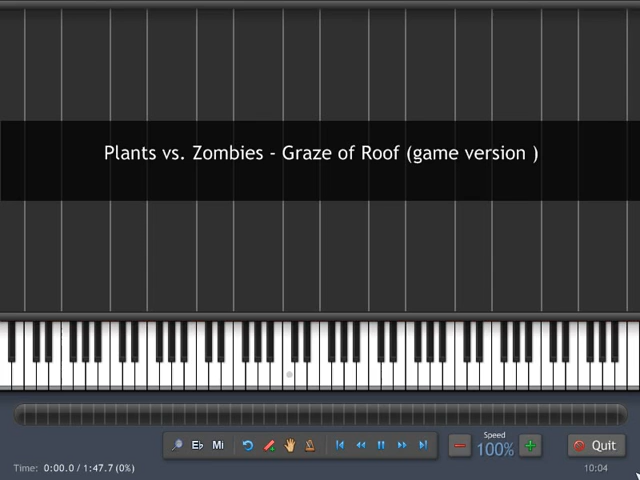 Plants vs. Zombies - Graze of Roof (game version )
Speed
E♭ Mi 100% Quit
Time: 0:00.0 / 1:47.7 (0%) 10:04